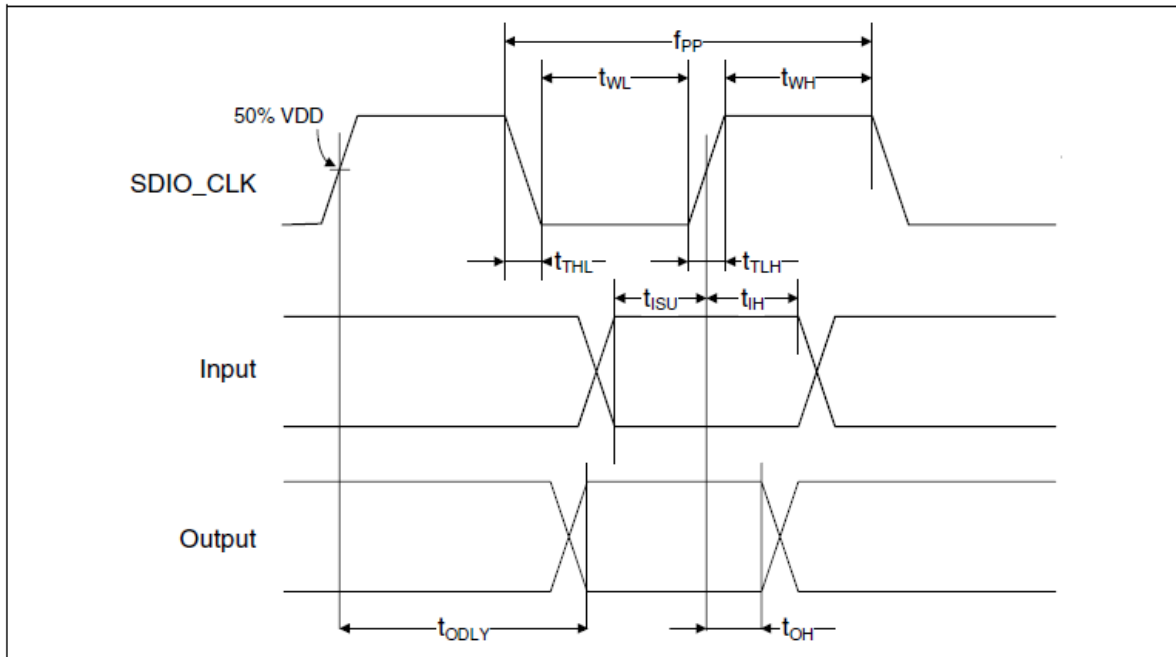 fPP
tWL
tWH
50% VDD
SDIO_CLK
tTHL
tTLH
tISU
tIH
Input
Output
tODLY
tOH